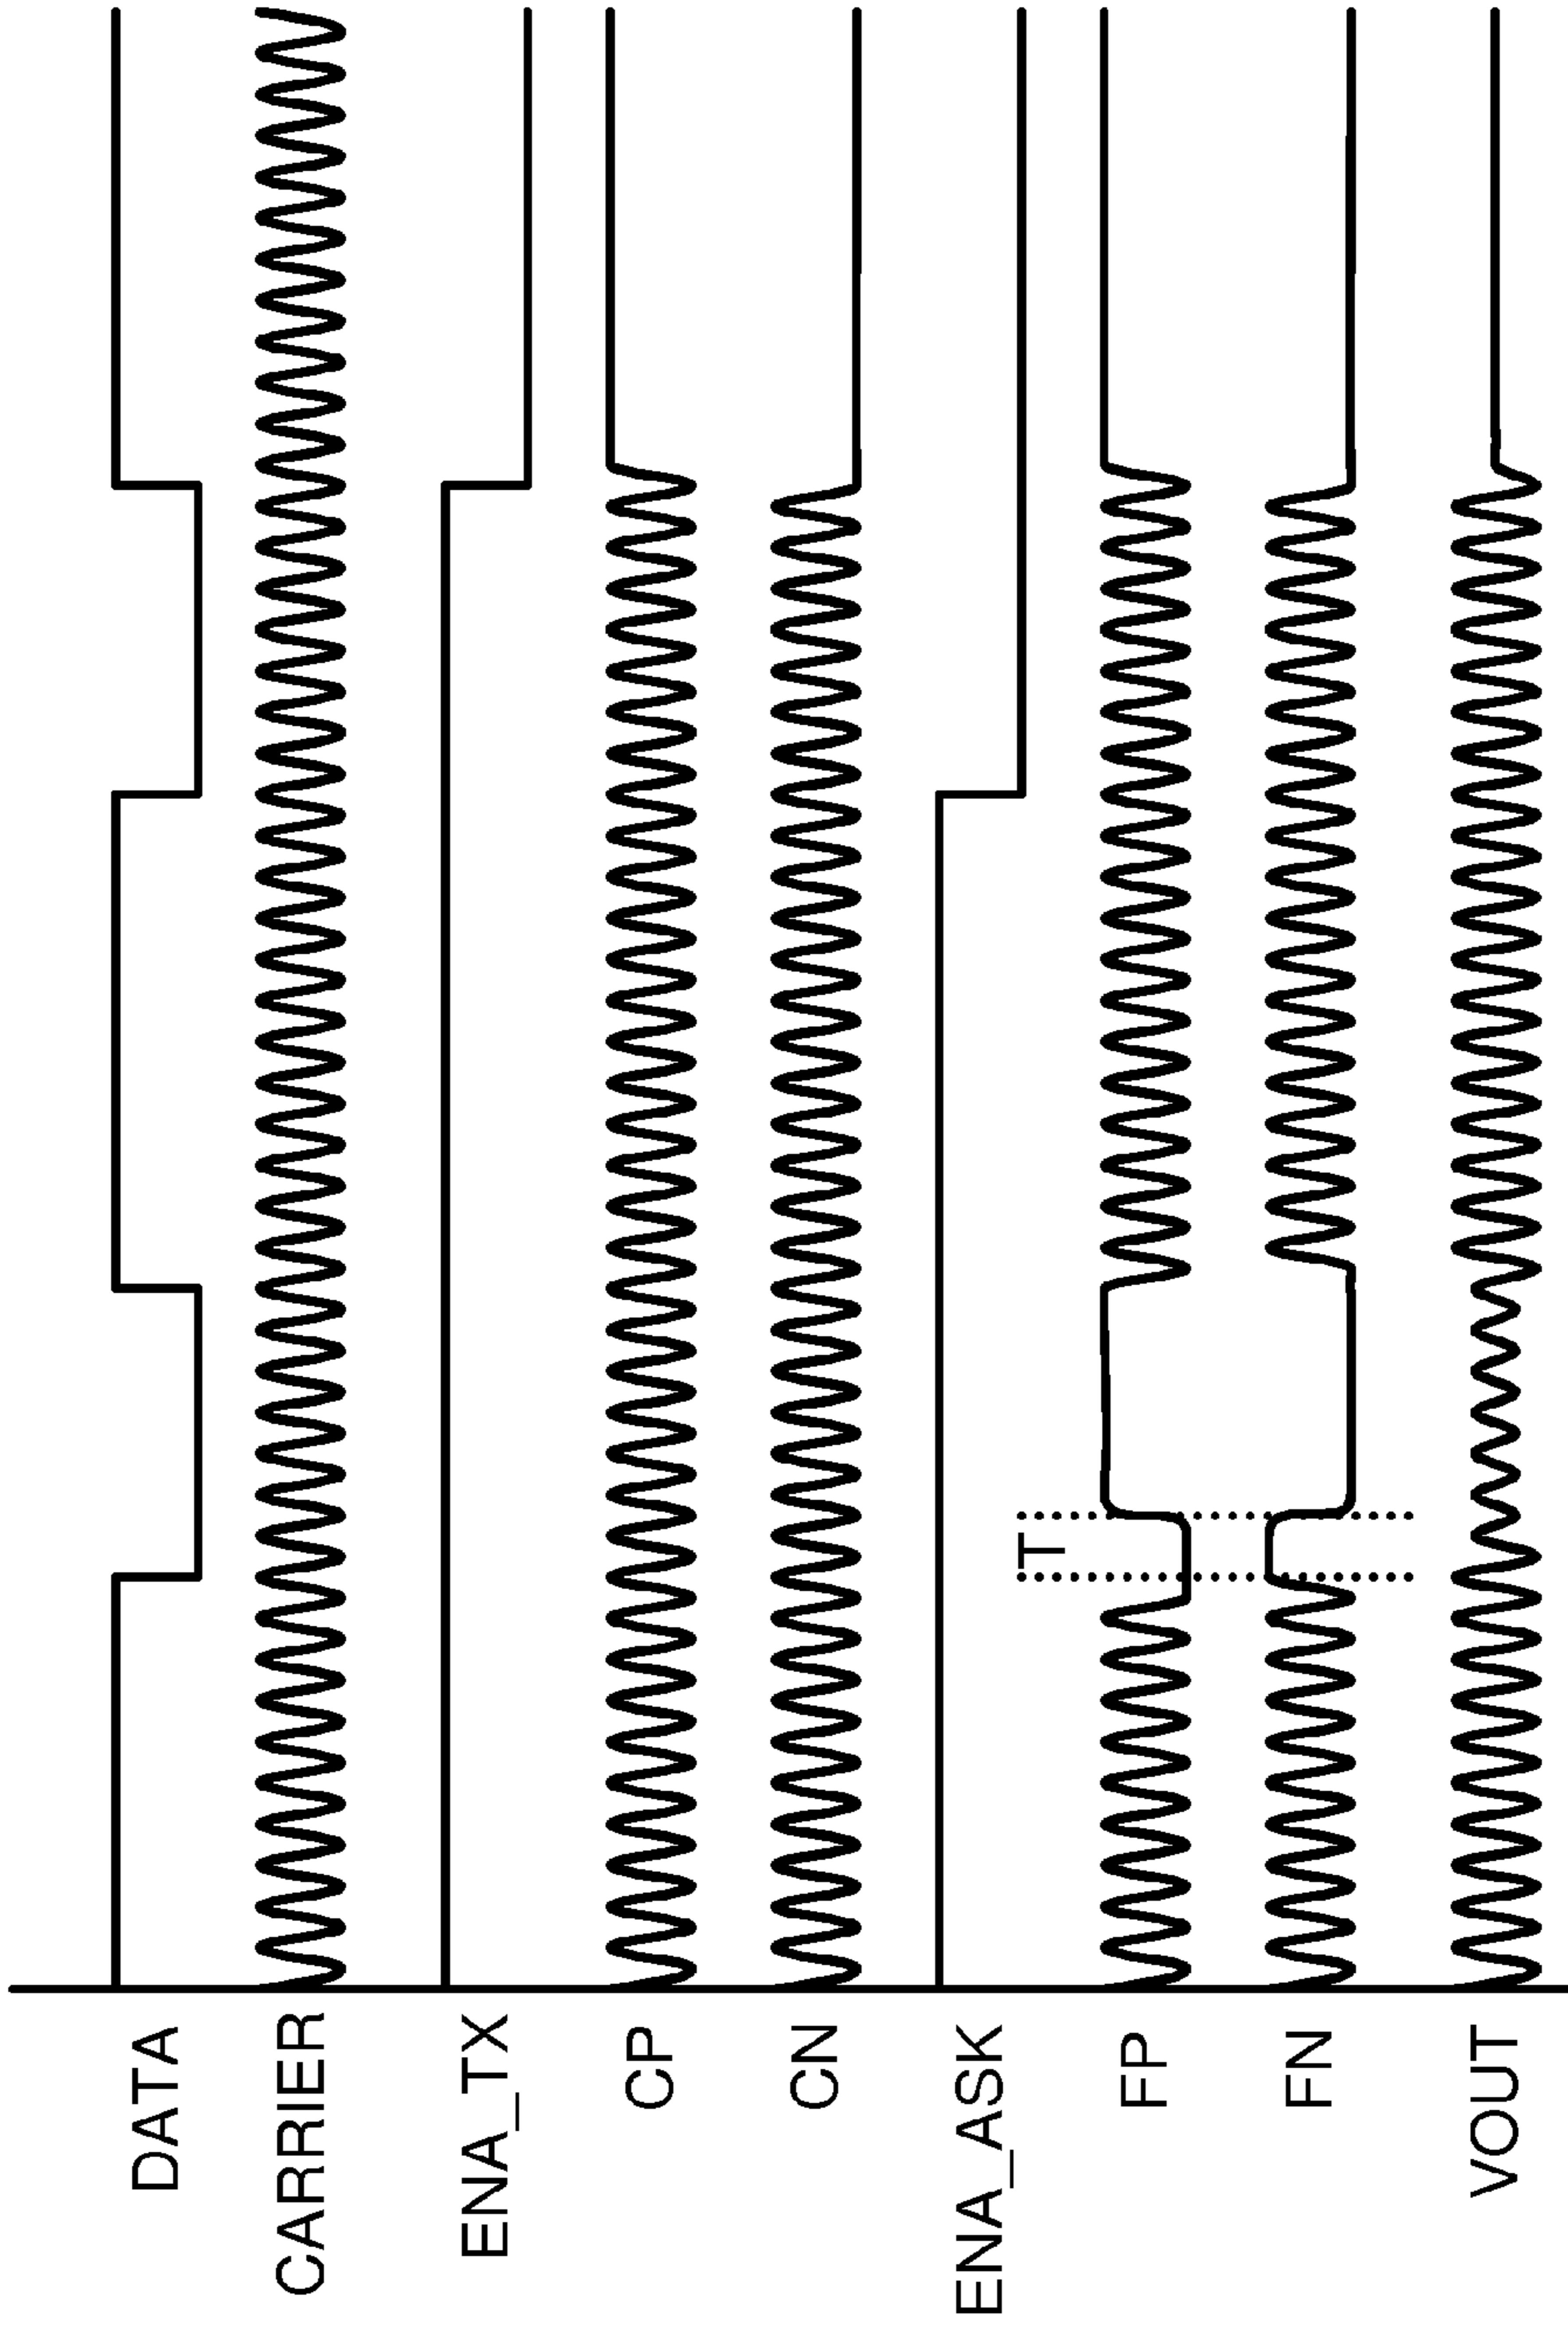 DATA
CARRIER
ENA_TX
CP
CN
ENA_ASK
T
FP
FN
VOUT